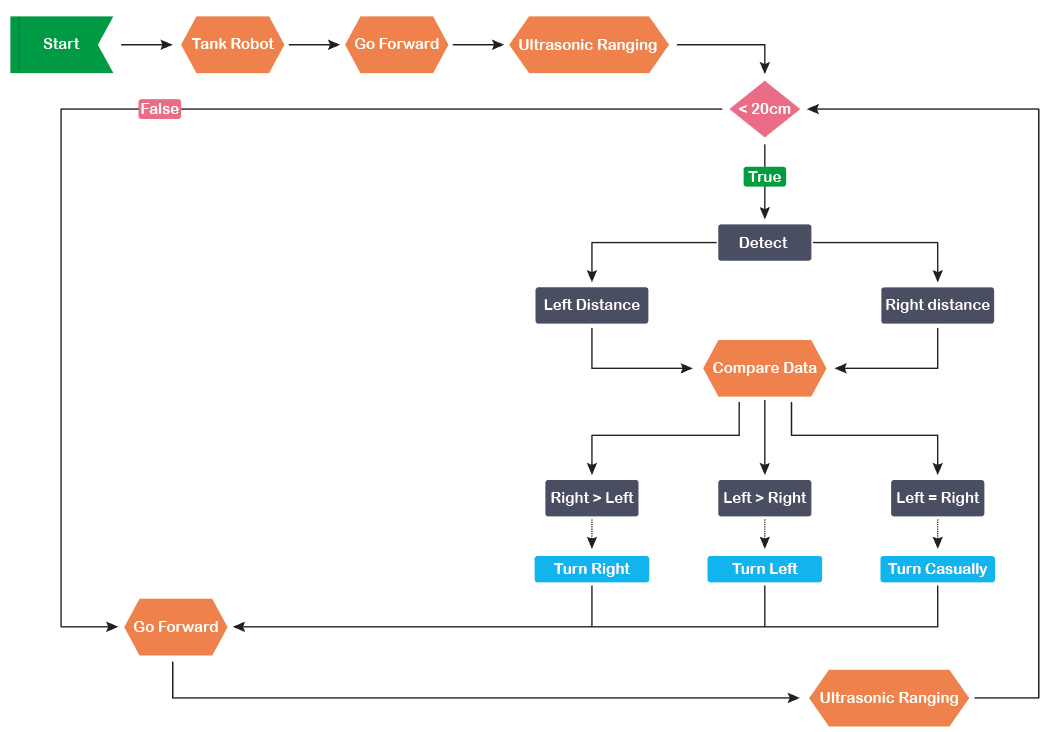 Start
Tank Robot
Go Forward
Ultrasonic Ranging
False
< 20cm
True
Detect
Left Distance
Right distance
Compare Data
Right > Left
Left > Right
Left = Right
Turn Right
Turn Left
Turn Casually
Go Forward
Ultrasonic Ranging